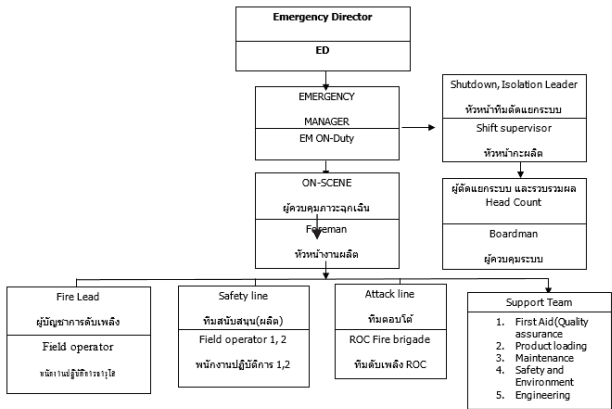 Emergency Director
ED
EMERGENCY
MANAGER
EM ON-Duty
Shutdown,Isolation Leader
หัวหน้าทีมตัดแยกระบบ
Shift supervisor
หัวหน้ากะผลิต
ON-SCENE
ผู้ควบคุมภาวะฉุกเฉิน
Foreman
หัวหน้างานผลิต
ผู้ตัดแยกระบบ และรวบรวมผล
Head Count
Boardman
ผู้ควบคุมระบบ
Fire Lead
ผู้บัญชาการดับเพลิง
Field operator
Safety line
ทีมสนับสนุน(ผลิต)
Field operator 1, 2
พนักงานปฏิบัติการ 1,2
Attack line
ทีมตอบโต้
ROC Fire brigade
ทีมดับเพลิง ROC
Support Team
1. First Aid(Quality
assurance
2. Product loading
3. Maintenance
4. Safety and
Environment
5. Engineering